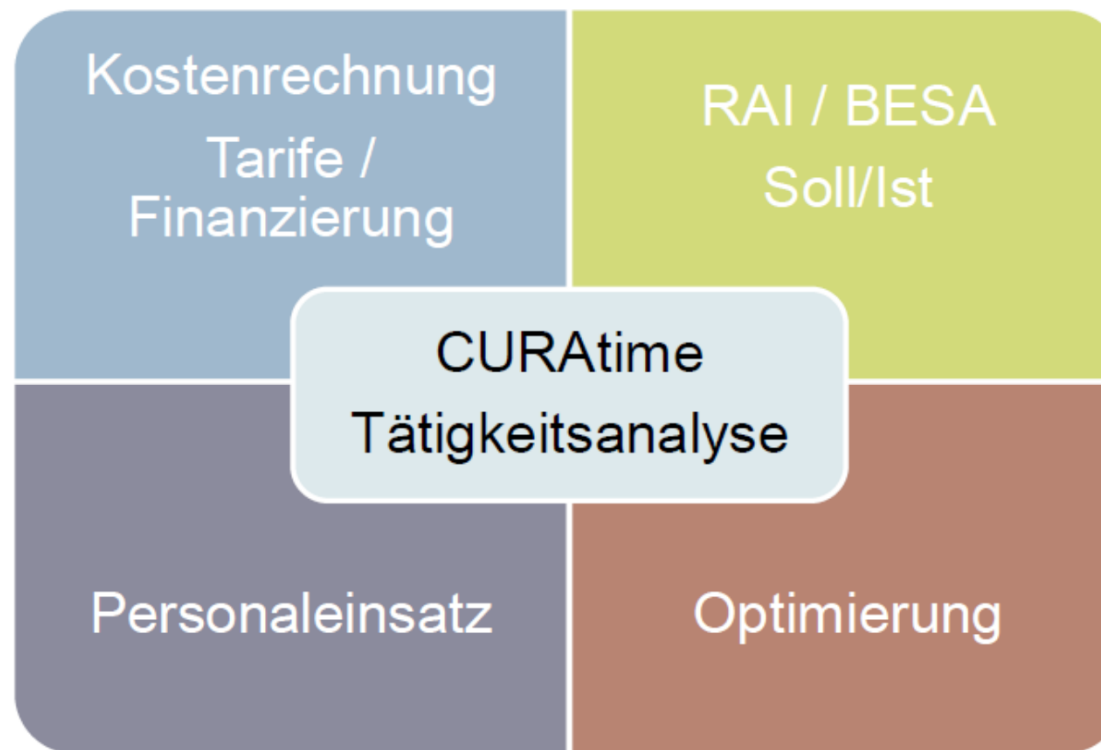 Kostenrechnung
Tarife /
Finanzierung
RAI / BESA
Soll/Ist
CURAtime
Tätigkeitsanalyse
Personaleinsatz
Optimierung